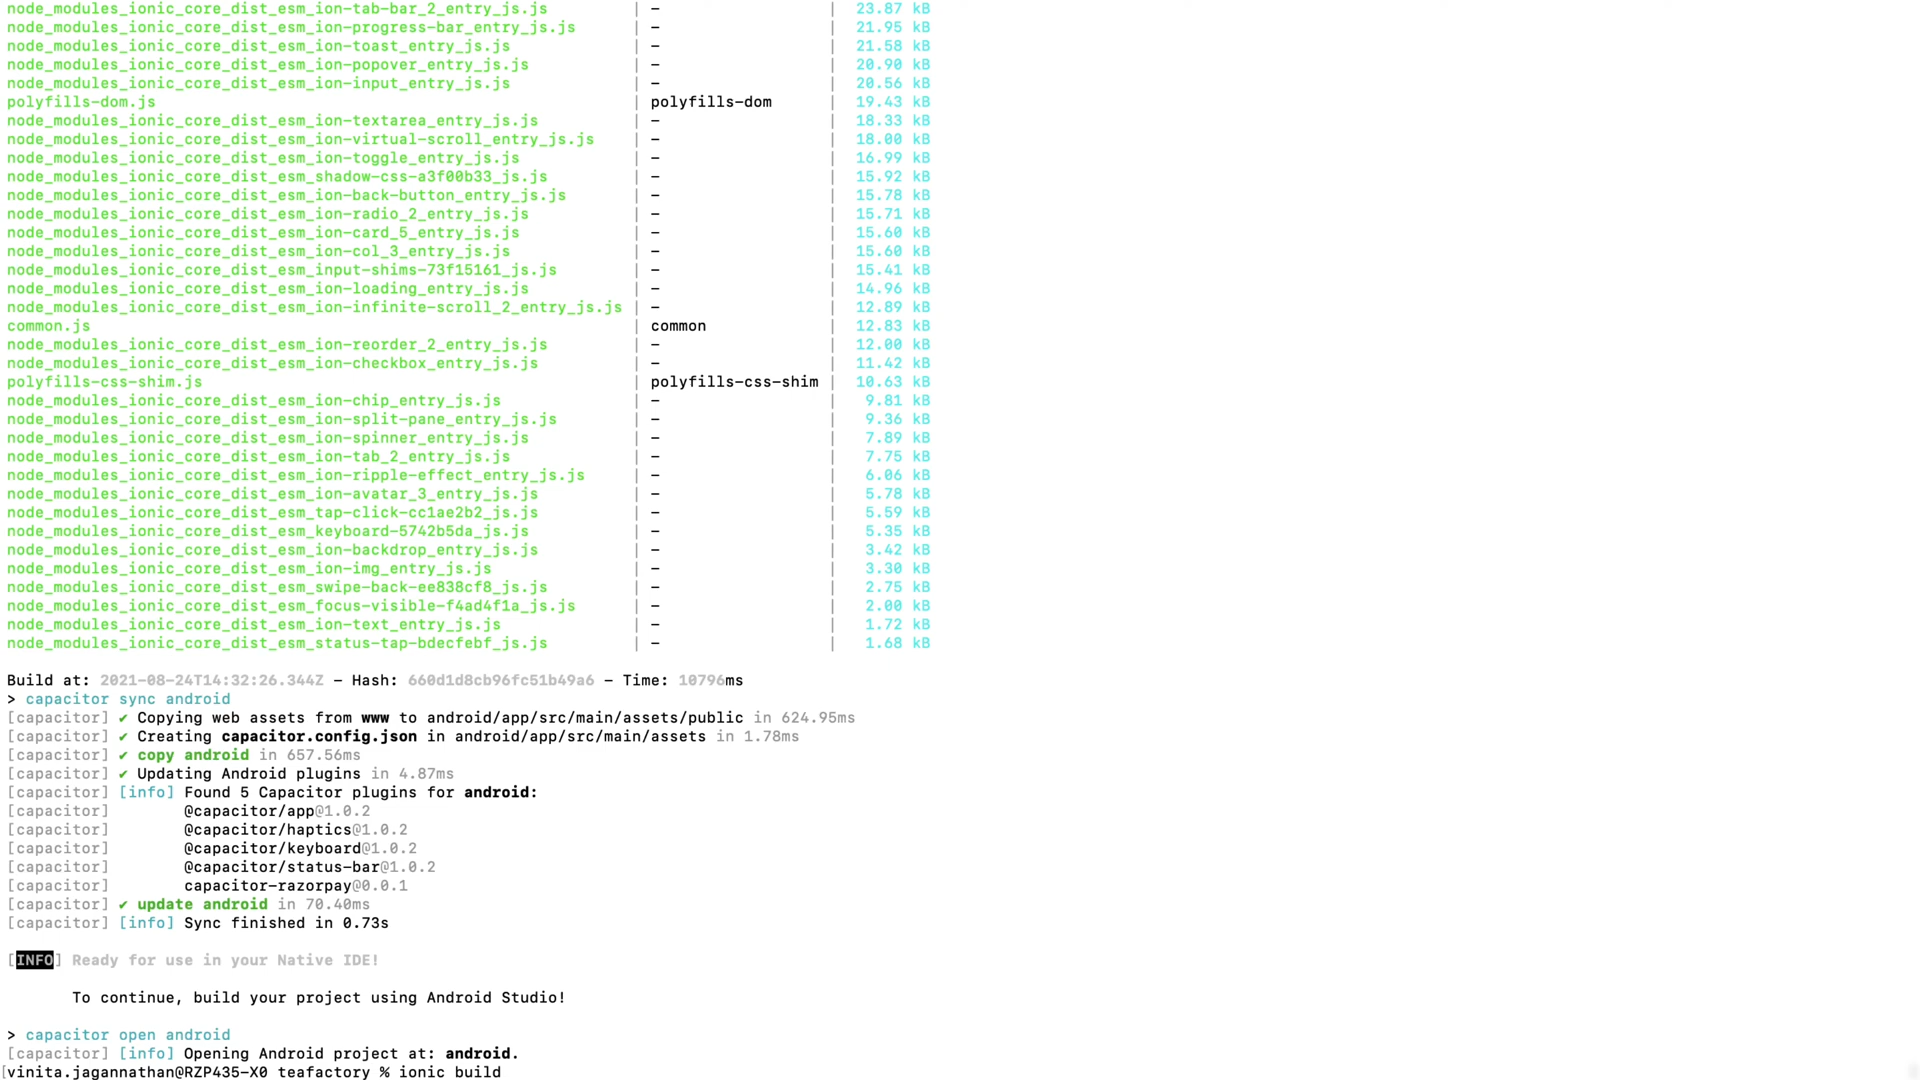 node_modules_ionic_core_dist_esm_ion-tab-bar_2_entry_js.js | - | 23.87 kB
node_modules_ionic_core_dist_esm_ion-progress-bar_entry_js.js | - | 21.95 kB
node_modules_ionic_core_dist_esm_ion-toast_entry_js.js | - | 21.58 kB
node_modules_ionic_core_dist_esm_ion-popover_entry_js.js | - | 20.90 kB
node_modules_ionic_core_dist_esm_ion-input_entry_js.js | - | 20.56 kB
polyfills-dom.js | polyfills-dom | 19.43 kB
node_modules_ionic_core_dist_esm_ion-textarea_entry_js.js | - | 18.33 kB
node_modules_ionic_core_dist_esm_ion-virtual-scroll_entry_js.js | - | 18.00 kB
node_modules_ionic_core_dist_esm_ion-toggle_entry_js.js | - | 16.99 kB
node_modules_ionic_core_dist_esm_shadow-css-a3f00b33_js.js | - | 15.92 kB
node_modules_ionic_core_dist_esm_ion-back-button_entry_js.js | - | 15.78 kB
node_modules_ionic_core_dist_esm_ion-radio_2_entry_js.js | - | 15.71 kB
node_modules_ionic_core_dist_esm_ion-card_5_entry_js.js | - | 15.60 kB
node_modules_ionic_core_dist_esm_ion-col_3_entry_js.js | - | 15.60 kB
node_modules_ionic_core_dist_esm_input-shims-73f15161_js.js | - | 15.41 kB
node_modules_ionic_core_dist_esm_ion-loading_entry_js.js | - | 14.96 kB
node_modules_ionic_core_dist_esm_ion-infinite-scroll_2_entry_js.js | - | 12.89 kB
common.js | common | 12.83 kB
node_modules_ionic_core_dist_esm_ion-reorder_2_entry_js.js | - | 12.00 kB
node_modules_ionic_core_dist_esm_ion-checkbox_entry_js.js | - | 11.42 kB
polyfills-css-shim.js | polyfills-css-shim | 10.63 kB
node_modules_ionic_core_dist_esm_ion-chip_entry_js.js | - | 9.81 kB
node_modules_ionic_core_dist_esm_ion-split-pane_entry_js.js | - | 9.36 kB
node_modules_ionic_core_dist_esm_ion-spinner_entry_js.js | - | 7.89 kB
node_modules_ionic_core_dist_esm_ion-tab_2_entry_js.js | - | 7.75 kB
node_modules_ionic_core_dist_esm_ion-ripple-effect_entry_js.js | - | 6.06 kB
node_modules_ionic_core_dist_esm_ion-avatar_3_entry_js.js | - | 5.78 kB
node_modules_ionic_core_dist_esm_tap-click-cc1ae2b2_js.js | - | 5.59 kB
node_modules_ionic_core_dist_esm_keyboard-5742b5da_js.js | - | 5.35 kB
node_modules_ionic_core_dist_esm_ion-backdrop_entry_js.js | - | 3.42 kB
node_modules_ionic_core_dist_esm_ion-img_entry_js.js | - | 3.30 kB
node_modules_ionic_core_dist_esm_swipe-back-ee838cf8_js.js | - | 2.75 kB
node_modules_ionic_core_dist_esm_focus-visible-f4ad4f1a_js.js | - | 2.00 kB
node_modules_ionic_core_dist_esm_ion-text_entry_js.js | - | 1.72 kB
node_modules_ionic_core_dist_esm_status-tap-bdecfebf_js.js | - | 1.68 kB
Build at: 2021-08-24T14:32:26.344Z - Hash: 660d1d8cb96fc51b49a6 - Time: 10796ms
> capacitor sync android
[capacitor] ✔ Copying web assets from www to android/app/src/main/assets/public in 624.95ms
[capacitor] ✔ Creating capacitor.config.json in android/app/src/main/assets in 1.78ms
[capacitor] ✔ copy android in 657.56ms
[capacitor] ✔ Updating Android plugins in 4.87ms
[capacitor] [info] Found 5 Capacitor plugins for android:
[capacitor] @capacitor/app@1.0.2
[capacitor] @capacitor/haptics@1.0.2
[capacitor] @capacitor/keyboard@1.0.2
[capacitor] @capacitor/status-bar@1.0.2
[capacitor] capacitor-razorpay@0.0.1
[capacitor] ✔ update android in 70.40ms
[capacitor] [info] Sync finished in 0.73s
[INFO] Ready for use in your Native IDE!
To continue, build your project using Android Studio!
> capacitor open android
[capacitor] [info] Opening Android project at: android.
[vinita.jagannathan@RZP435-X0 teafactory % ionic build